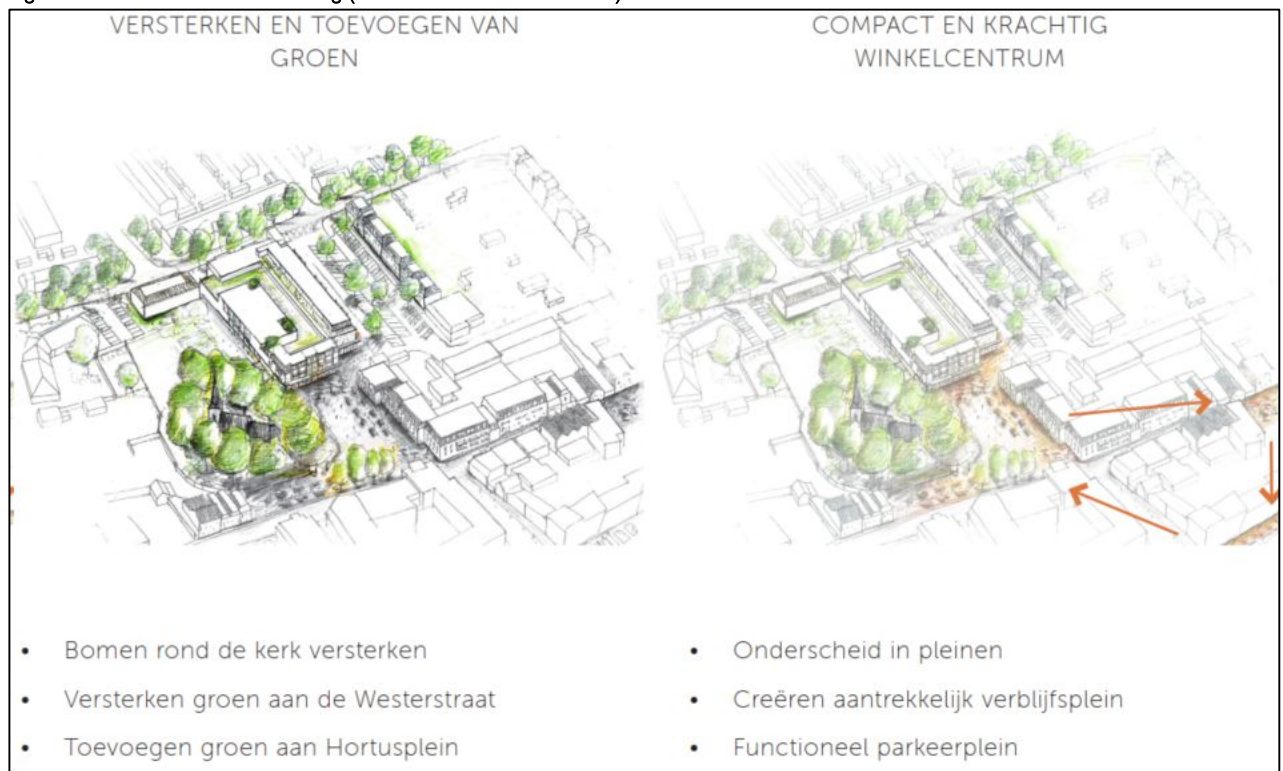 VERSTERKEN EN TOEVOEGEN VAN
GROEN
COMPACT EN KRACHTIG
WINKELCENTRUM
• Bomen rond de kerk versterken
• Versterken groen aan de Westerstraat
• Toevoegen groen aan Hortusplein
• Onderscheid in pleinen
• Creëren aantrekkelijk verblijfsplein
• Functioneel parkeerplein